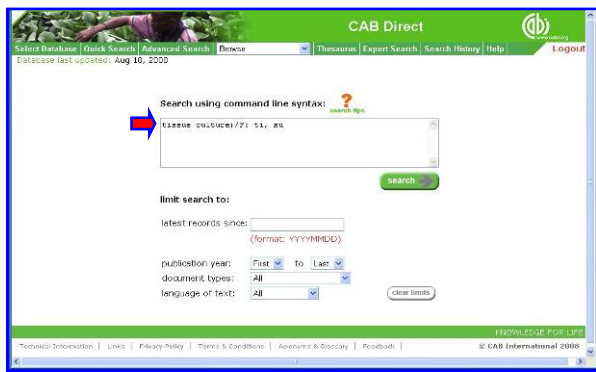 CAB Direct
cabi
www.cabi.org
Select Database | Quick Search | Advanced Search | Browse | Thesaurus | Expert Search | Search History | Help
Logout
Database last updated: Aug 10, 2008
Search using command line syntax: ?
search tips
tissue culture)/7: ti, su
search
limit search to:
latest records since:
(format: YYYYMMDD)
publication year: First to Last
document types: All
language of text: All
clear limits
KNOWLEDGE FOR LIFE
Technical Information | Links | Privacy Policy | Terms & Conditions | Acronyms & Glossary | Feedback |
© CAB International 2008